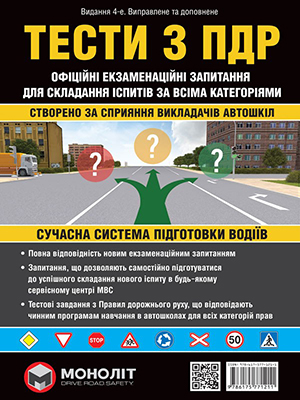 Видання 4-е. Виправлене та доповнене
ТЕСТИ З ПДР
ОФІЦІЙНІ ЕКЗАМЕНАЦІЙНІ ЗАПИТАННЯ
ДЛЯ СКЛАДАННЯ ІСПИТІВ ЗА ВСІМА КАТЕГОРІЯМИ
СТВОРЕНО ЗА СПРИЯННЯ ВИКЛАДАЧІВ АВТОШКІЛ
? ? ?
СУЧАСНА СИСТЕМА ПІДГОТОВКИ ВОДІЇВ
• Повна відповідність новим екзаменаційним запитанням
• Запитання, що дозволяють самостійно підготуватися
до успішного складання нового іспиту в будь-якому
сервісному центрі МВС
• Тестові завдання з Правил дорожнього руху, що відповідають
чинним програмам навчання в автошколах для всіх категорій прав
50
МОНОЛІТ
DRIVE ROAD SAFETY
9786175771211